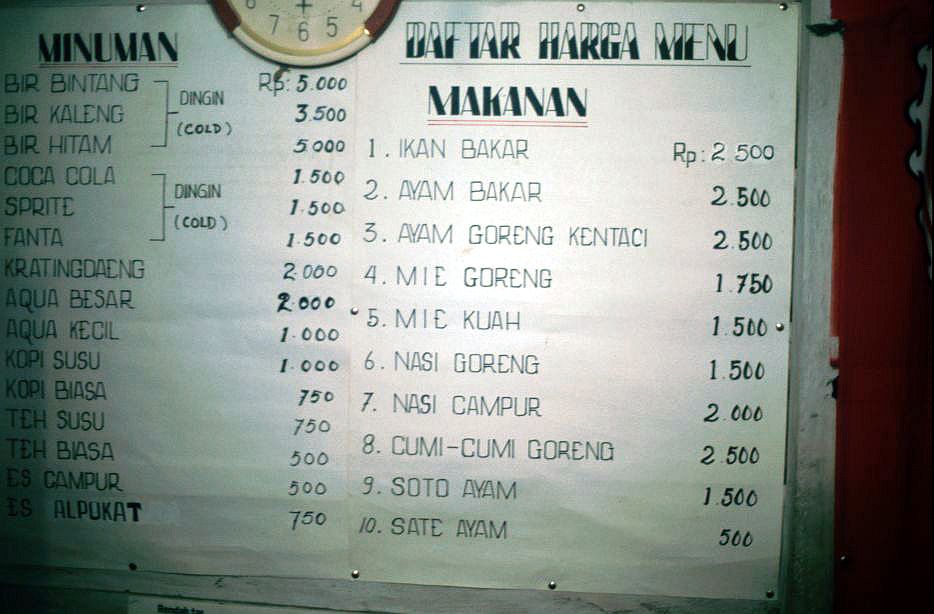 8 7 6 5 4
MINUMAN
BIR BINTANG Rp: 5.000
BIR KALENG 3.500
BIR HITAM 5.000
DINGIN
(COLD)
COCA COLA 1.500
SPRITE 1.500
FANTA 1.500
DINGIN
(COLD)
KRATINGDAENG 2.000
AQUA BESAR 2.000
AQUA KECIL 1.000
KOPI SUSU 1.000
KOPI BIASA 750
TEH SUSU 750
TEH BIASA 500
ES CAMPUR 500
ES ALPUKAT 750
DAFTAR HARGA MENU
MAKANAN
1. IKAN BAKAR Rp: 2.500
2. AYAM BAKAR 2.500
3. AYAM GORENG KENTACI 2.500
4. MIE GORENG 1.750
5. MIE KUAH 1.500
6. NASI GORENG 1.500
7. NASI CAMPUR 2.000
8. CUMI-CUMI GORENG 2.500
9. SOTO AYAM 1.500
10. SATE AYAM 500